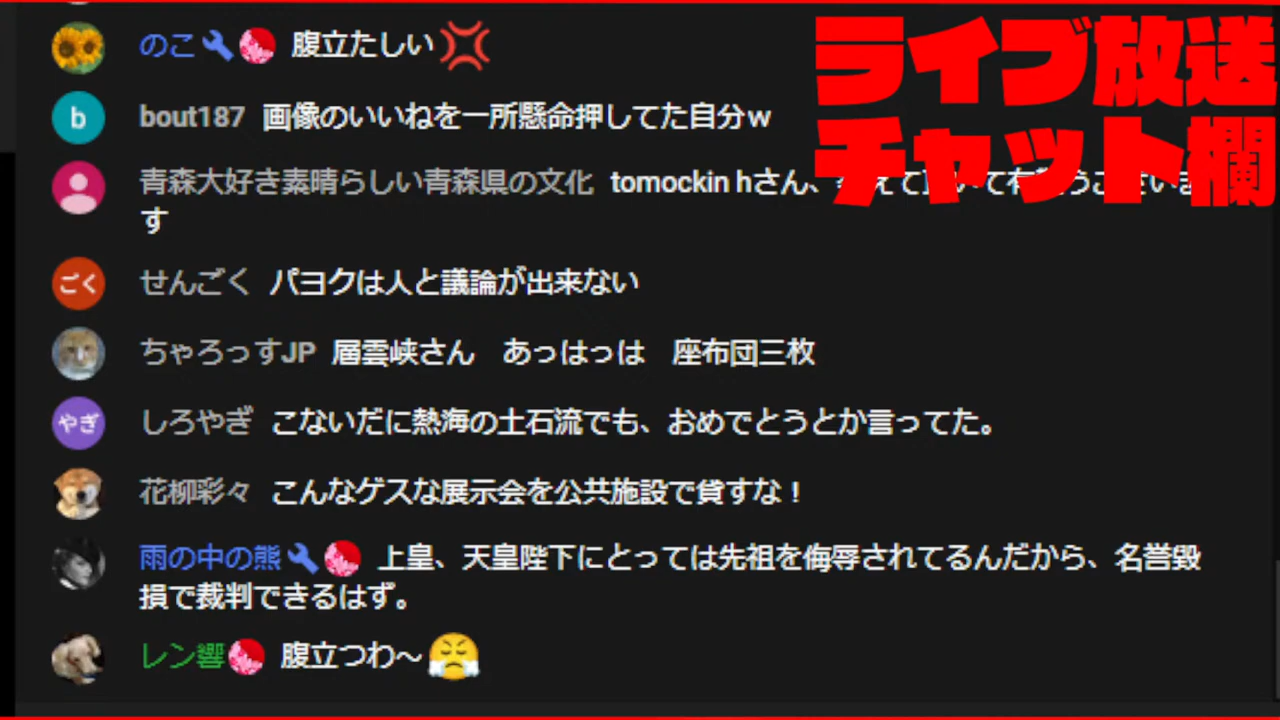 ライブ放送
チャット欄
のこ 腹立たしい
b bout187 画像のいいねを一所懸命押してた自分w
青森大好き素晴らしい青森県の文化 tomockin hさん、
す
ごく せんごく パヨクは人と議論が出来ない
ちゃろっすJP 層雲峡さん あっはっは 座布団三枚
やぎ しろやぎ こないだに熱海の土石流でも、おめでとうとか言ってた。
花柳彩々 こんなゲスな展示会を公共施設で貸すな！
雨の中の熊 上皇、天皇陛下にとっては先祖を侮辱されてるんだから、名誉毀
損で裁判できるはず。
レン響 腹立つわ〜